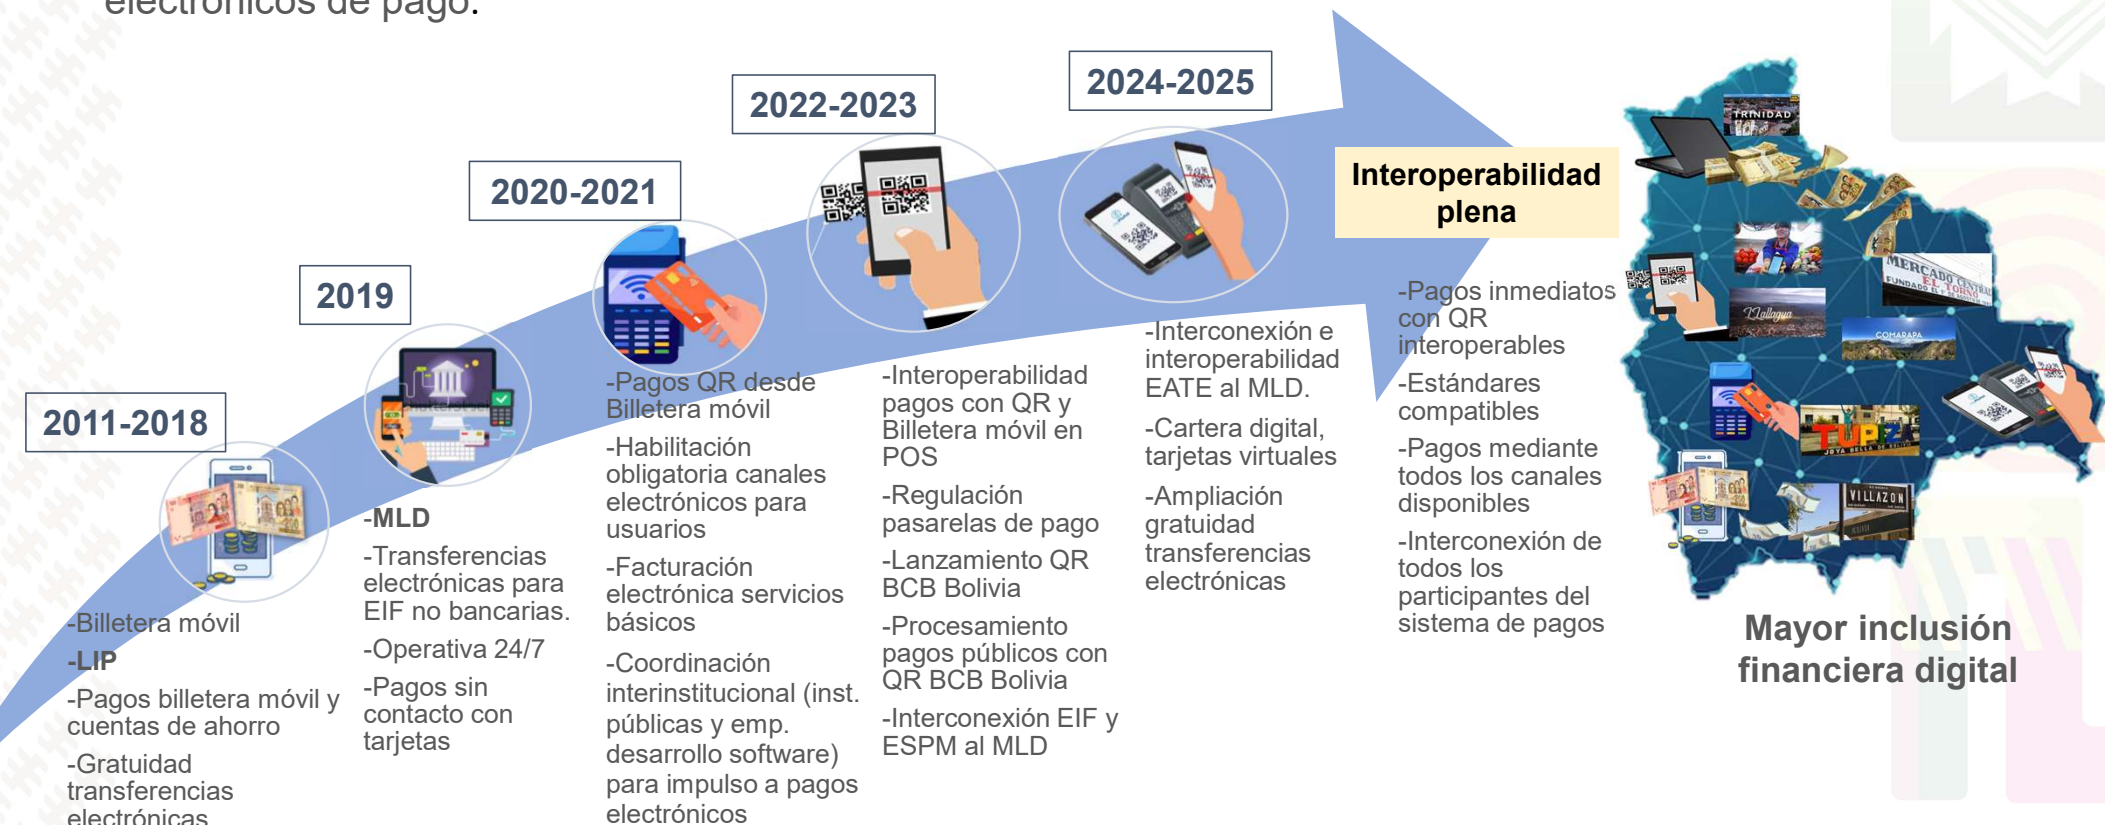 electrónicos de pago.
2011-2018
-Billetera móvil
-LIP
-Pagos billetera móvil y
cuentas de ahorro
-Gratuidad
transferencias
electrónicas
2019
-MLD
-Transferencias
electrónicas para
EIF no bancarias.
-Operativa 24/7
-Pagos sin
contacto con
tarjetas
2020-2021
-Pagos QR desde
Billetera móvil
-Habilitación
obligatoria canales
electrónicos para
usuarios
-Facturación
electrónica servicios
básicos
-Coordinación
interinstitucional (inst.
públicas y emp.
desarrollo software)
para impulso a pagos
electrónicos
2022-2023
-Interoperabilidad
pagos con QR y
Billetera móvil en
POS
-Regulación
pasarelas de pago
-Lanzamiento QR
BCB Bolivia
-Procesamiento
pagos públicos con
QR BCB Bolivia
-Interconexión EIF y
ESPM al MLD
2024-2025
-Interconexión e
interoperabilidad
EATE al MLD.
-Cartera digital,
tarjetas virtuales
-Ampliación
gratuidad
transferencias
electrónicas
Interoperabilidad
plena
-Pagos inmediatos
con QR
interoperables
-Estándares
compatibles
-Pagos mediante
todos los canales
disponibles
-Interconexión de
todos los
participantes del
sistema de pagos
TRINIDAD
MERCADO CENTRAL
EL TORNO
Llallagua
COMARAPA
TUPIZA
JOYA BELLA DE BOLIVIA
VILLAZON
Mayor inclusión
financiera digital